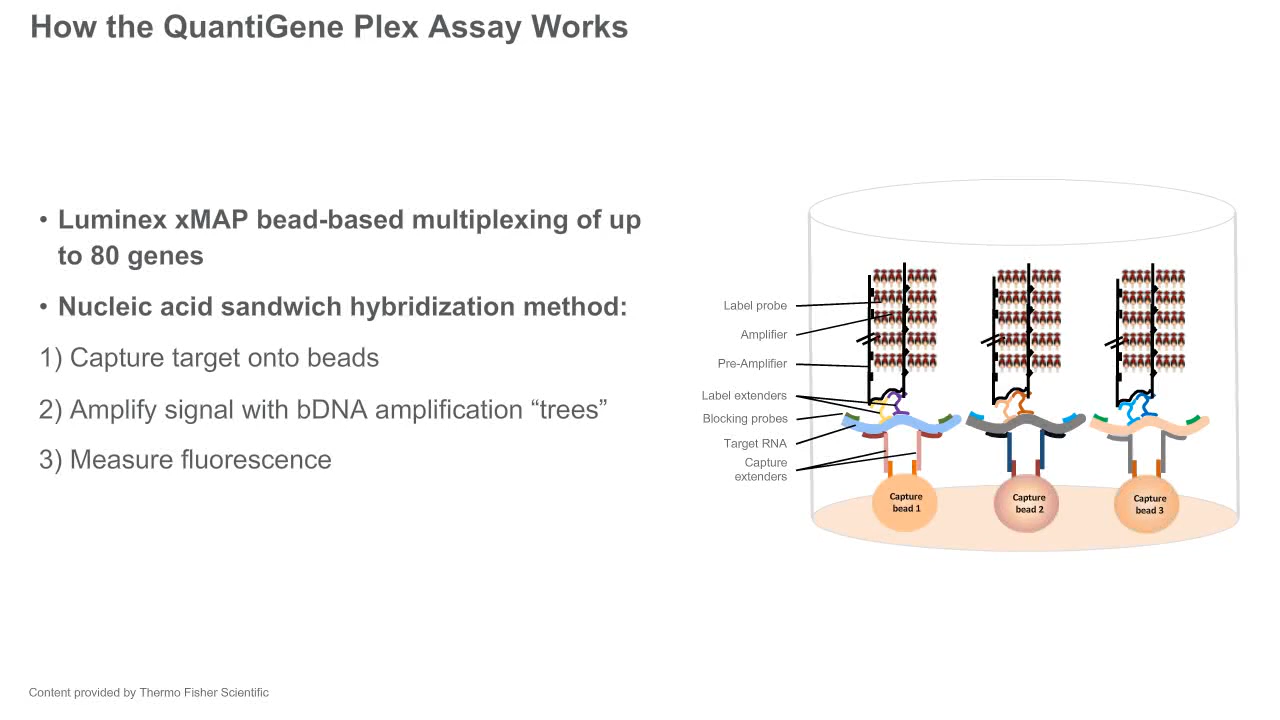 How the QuantiGene Plex Assay Works
• Luminex xMAP bead-based multiplexing of up
to 80 genes
• Nucleic acid sandwich hybridization method:
1) Capture target onto beads
2) Amplify signal with bDNA amplification “trees”
3) Measure fluorescence
Label probe
Amplifier
Pre-Amplifier
Label extenders
Blocking probes
Target RNA
Capture
extenders
Capture
bead 1
Capture
bead 2
Capture
bead 3
Content provided by Thermo Fisher Scientific